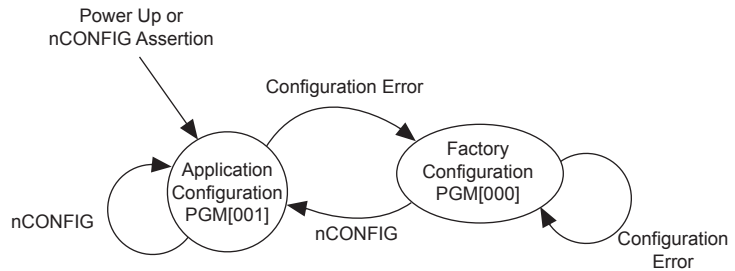 Power Up or
nCONFIG Assertion
Configuration Error
Application
Configuration
PGM[001]
Factory
Configuration
PGM[000]
nCONFIG
nCONFIG
Configuration
Error